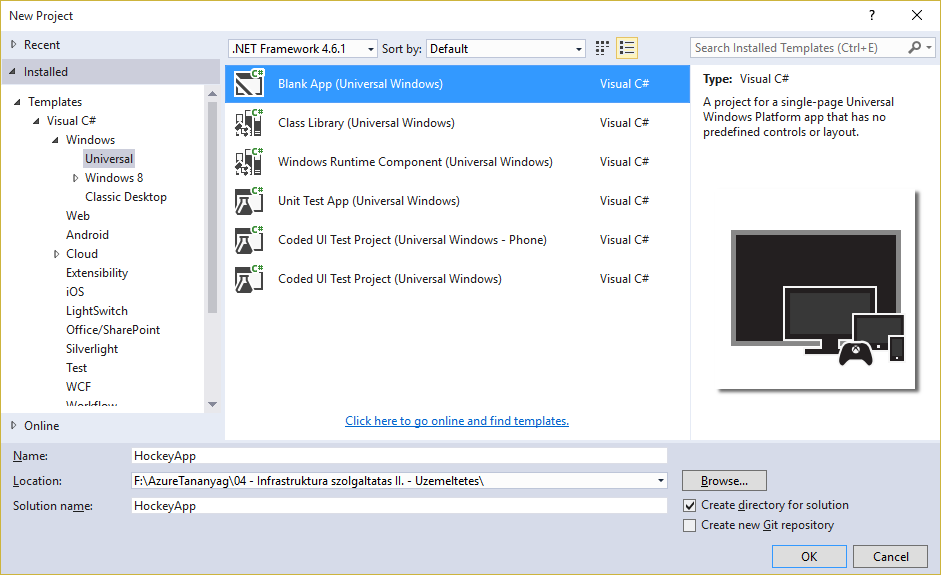 New Project
Recent
Installed
.NET Framework 4.6.1
Sort by:
Default
Search Installed Templates (Ctrl+E)
Templates
Visual C#
Windows
Universal
Windows 8
Classic Desktop
Web
Android
Cloud
Extensibility
iOS
LightSwitch
Office/SharePoint
Silverlight
Test
WCF
Workflow
Online
Blank App (Universal Windows) Visual C#
Class Library (Universal Windows) Visual C#
Windows Runtime Component (Universal Windows) Visual C#
Unit Test App (Universal Windows) Visual C#
Coded UI Test Project (Universal Windows - Phone) Visual C#
Coded UI Test Project (Universal Windows) Visual C#
Click here to go online and find templates.
Type: Visual C#
A project for a single-page Universal
Windows Platform app that has no
predefined controls or layout.
Name: HockeyApp
Location: F:\AzureTananyag\04 - Infrastruktura szolgaltatas II. - Uzemeltetes\
Browse...
Solution name: HockeyApp
Create directory for solution
Create new Git repository
OK
Cancel